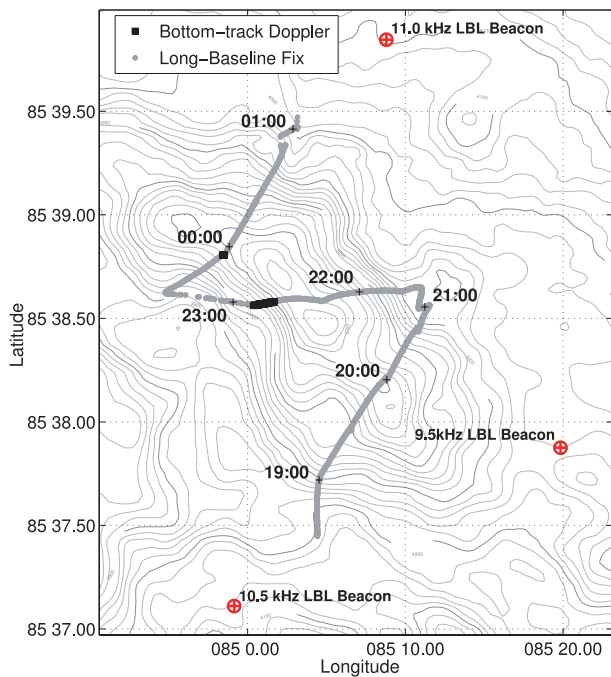 11.0 kHz LBL Beacon
Bottom-track Doppler
Long-Baseline Fix
01:00
85 39.50
85 39.00
00:00
22:00
21:00
23:00
85 38.50
20:00
85 38.00
9.5kHz LBL Beacon
19:00
85 37.50
10.5 kHz LBL Beacon
85 37.00
085 0.00
085 10.00
085 20.00
Latitude
Longitude